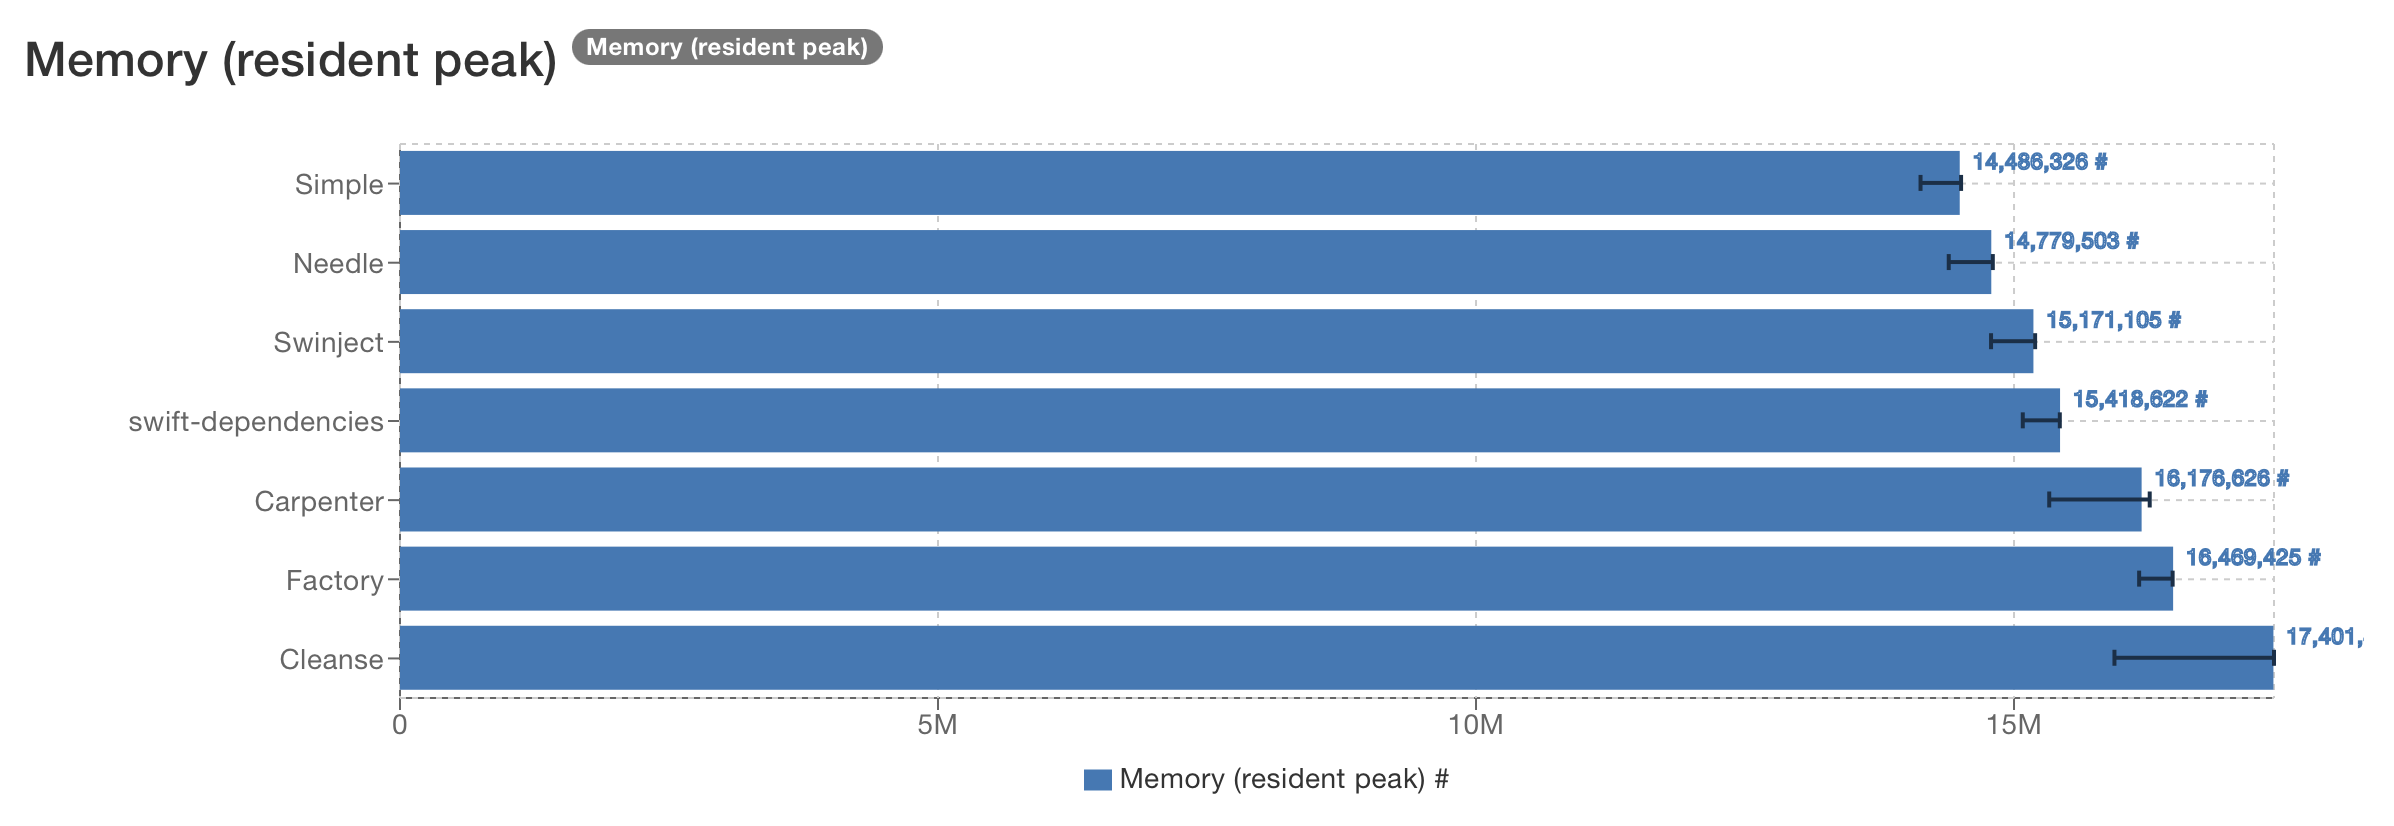 Memory (resident peak) Memory (resident peak)
Simple 14,486,326 #
Needle 14,779,503 #
Swinject 15,171,105 #
swift-dependencies 15,418,622 #
Carpenter 16,176,626 #
Factory 16,469,425 #
Cleanse 17,401,
0 5M 10M 15M
Memory (resident peak) #